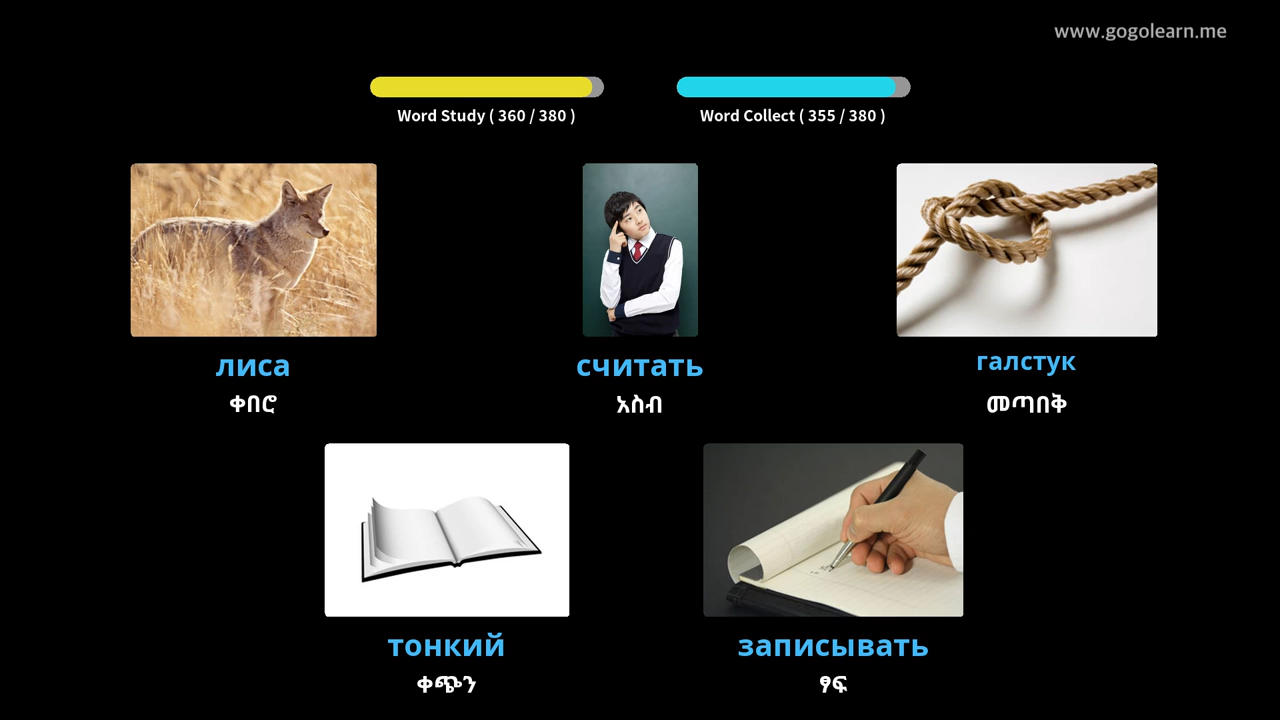 www.gogolearn.me
Word Study ( 360 / 380 )
Word Collect ( 355 / 380 )
лиса
ቀበሮ
считать
አስብ
галстук
መጣበቅ
тонкий
ቀጭን
записывать
ፃፍ